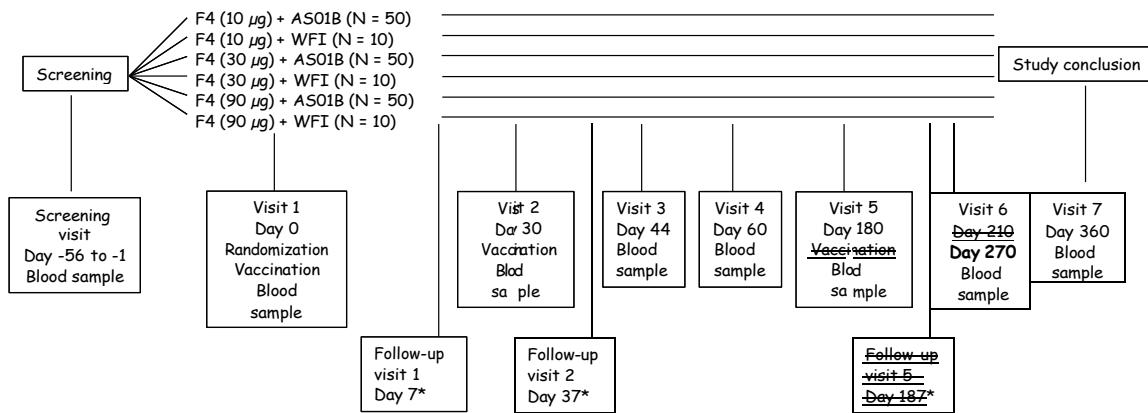 F4 (10 µg) + AS01B (N = 50)
F4 (10 µg) + WFI (N = 10)
F4 (30 µg) + AS01B (N = 50)
F4 (30 µg) + WFI (N = 10)
F4 (90 µg) + AS01B (N = 50)
F4 (90 µg) + WFI (N = 10)
Screening
Study conclusion
Screening
visit
Day -56 to -1
Blood sample
Visit 1
Day 0
Randomization
Vaccination
Blood
sample
Visit 2
Day 30
Vaccination
Blood
sample
Visit 3
Day 44
Blood
sample
Visit 4
Day 60
Blood
sample
Visit 5
Day 180
Vaccination
Blood
sample
Visit 6
Day 210
Day 270
Blood
sample
Visit 7
Day 360
Blood
sample
Follow-up
visit 1
Day 7*
Follow-up
visit 2
Day 37*
Follow-up
visit 5
Day 187*